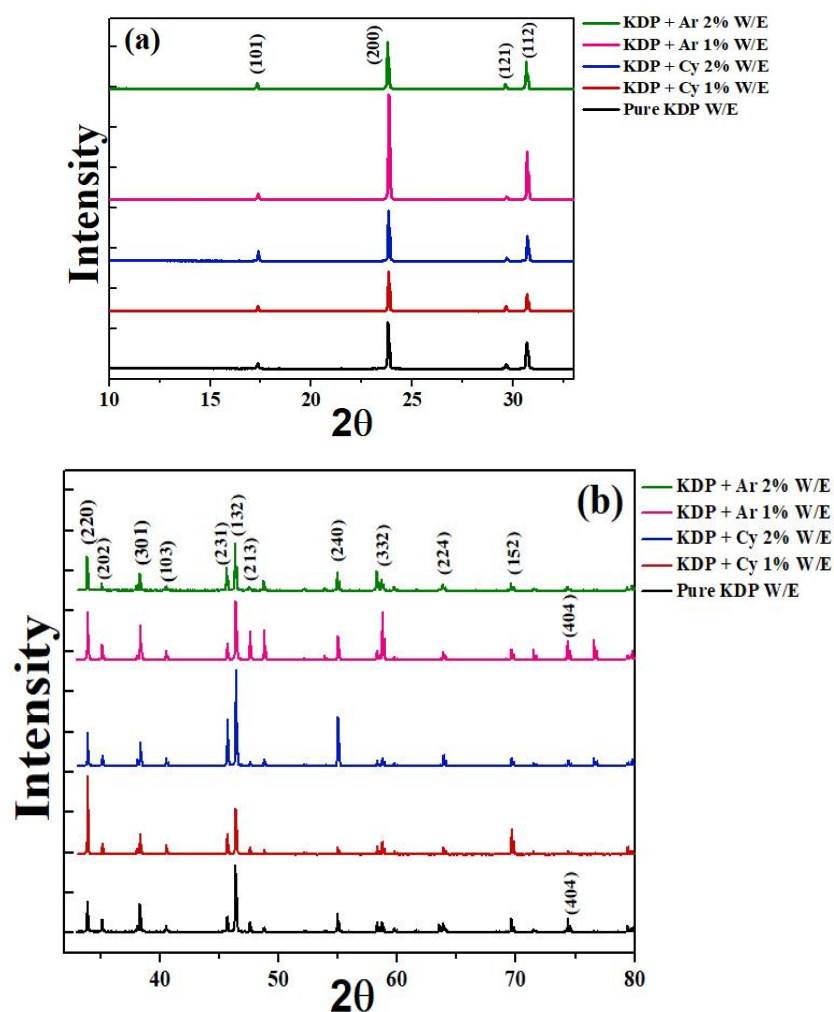 (a)
KDP + Ar 2% W/E
KDP + Ar 1% W/E
KDP + Cy 2% W/E
KDP + Cy 1% W/E
Pure KDP W/E
(101)
(200)
(121)
(112)
Intensity
10 15 20 25 30
2θ
(b)
KDP + Ar 2% W/E
KDP + Ar 1% W/E
KDP + Cy 2% W/E
KDP + Cy 1% W/E
Pure KDP W/E
(220)
(202)
(301)
(103)
(231)
(132)
(213)
(240)
(332)
(224)
(152)
(404)
(404)
Intensity
40 50 60 70 80
2θ